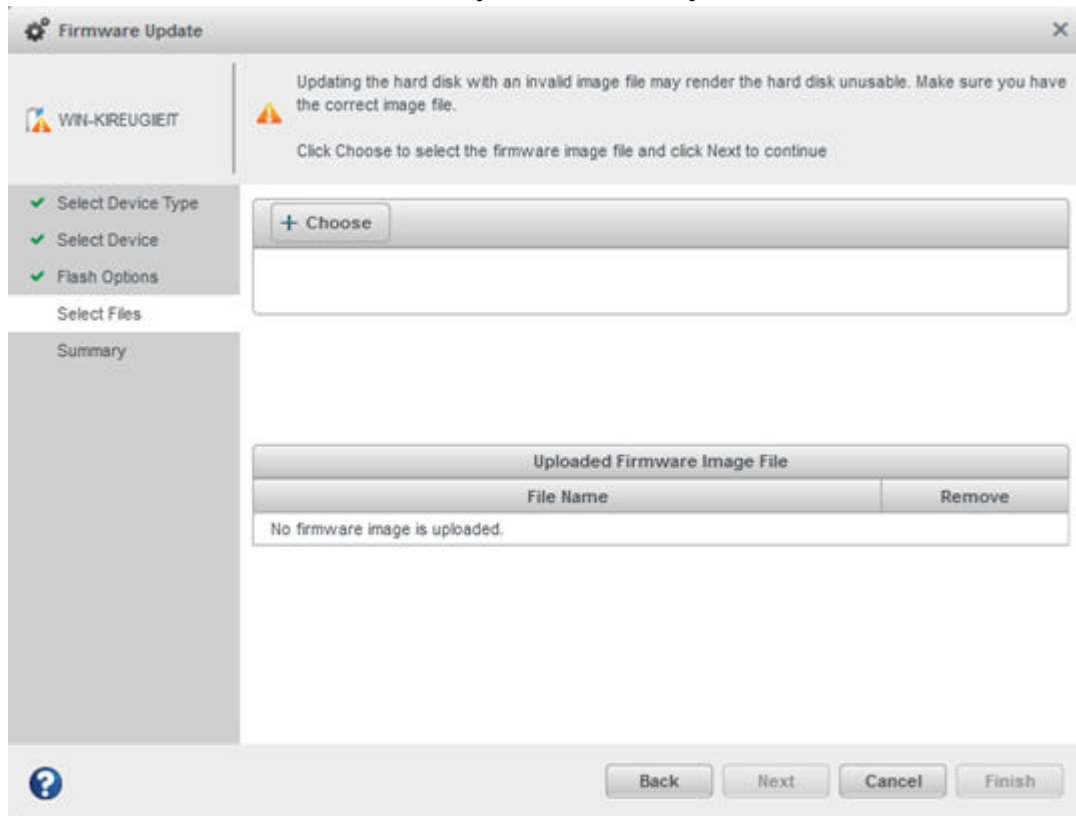 Firmware Update
WIN-KIREUGIIEIT
Updating the hard disk with an invalid image file may render the hard disk unusable. Make sure you have
the correct image file.
Click Choose to select the firmware image file and click Next to continue
Select Device Type
Select Device
Flash Options
Select Files
Summary
+ Choose
Uploaded Firmware Image File
File Name Remove
No firmware image is uploaded.
? Back Next Cancel Finish